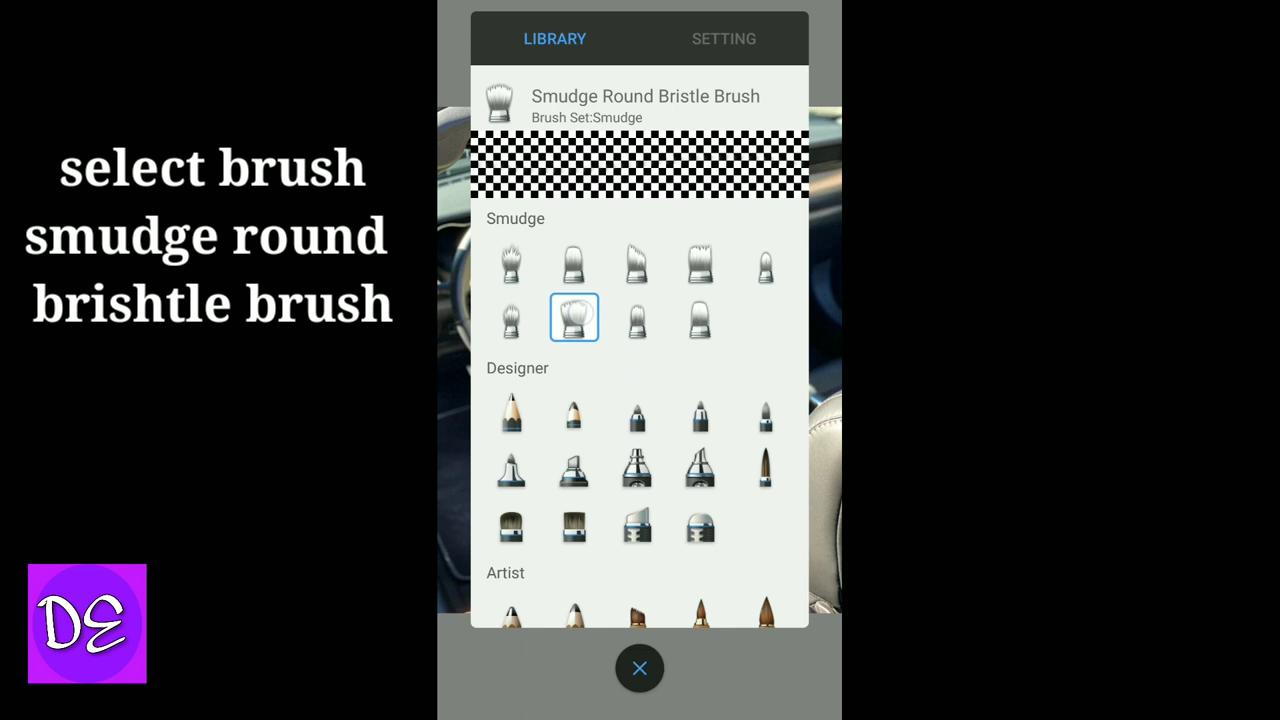 select brush
smudge round
brishtle brush
DE
LIBRARY
SETTING
Smudge Round Bristle Brush
Brush Set:Smudge
Smudge
Designer
Artist